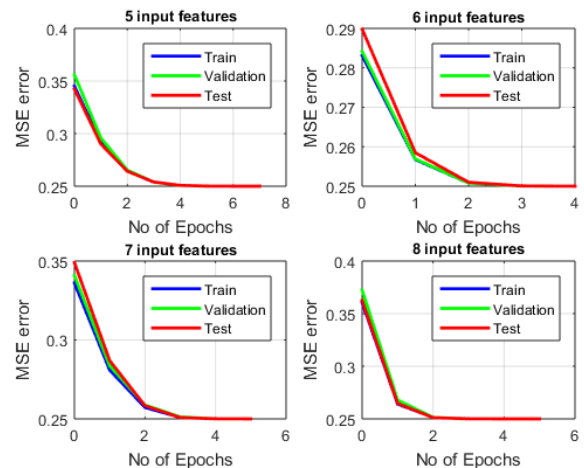 5 input features
0.4
0.35
0.3
0.25
MSE error
Train
Validation
Test
0 2 4 6 8
No of Epochs
6 input features
0.29
0.28
0.27
0.26
0.25
MSE error
Train
Validation
Test
0 1 2 3 4
No of Epochs
7 input features
0.35
0.3
0.25
MSE error
Train
Validation
Test
0 2 4 6
No of Epochs
8 input features
0.4
0.35
0.3
0.25
MSE error
Train
Validation
Test
0 2 4 6
No of Epochs